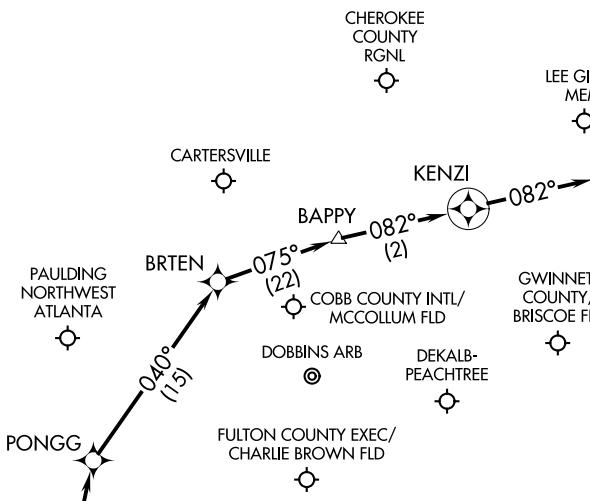 CHEROKEE
COUNTY
RGNL
LEE GI
MEM
CARTERSVILLE
KENZI
082°
BAPPY
082°
(2)
BRTEN
075°
(22)
PAULDING
NORTHWEST
ATLANTA
COBB COUNTY INTL/
MCCOLLUM FLD
GWINNET
COUNTY/
BRISCOE F
DOBBINS ARB
DEKALB-
PEACHTREE
040°
(15)
PONGG
FULTON COUNTY EXEC/
CHARLIE BROWN FLD